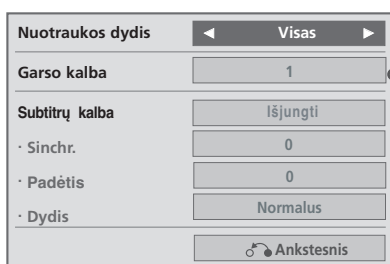 Nuotraukos dydis ◄ Visas ►
Garso kalba 1
Subtitrų kalba Išjungti
· Sinchr. 0
· Padėtis 0
· Dydis Normalus
Ankstesnis